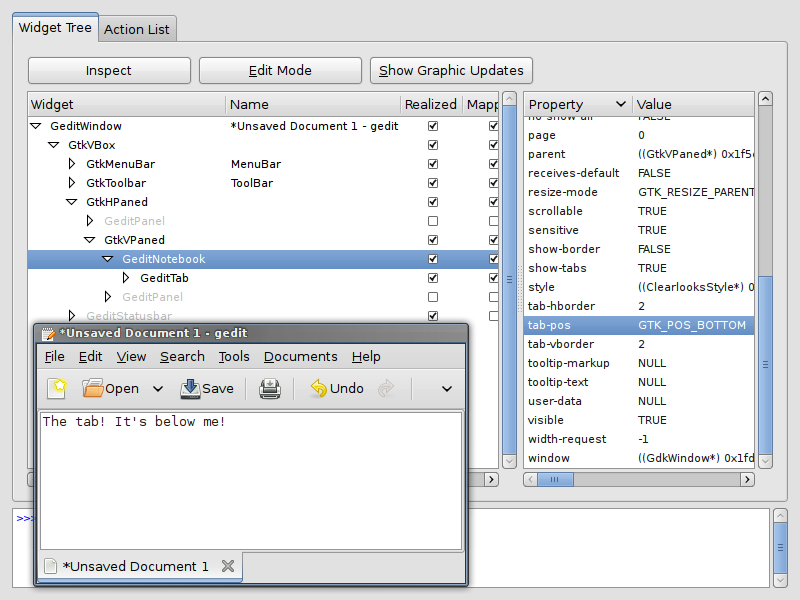 Widget Tree Action List
Inspect Edit Mode Show Graphic Updates
Widget Name Realized Mapp Property Value
GeditWindow *Unsaved Document 1 - gedit
GtkVBox
GtkMenuBar MenuBar
GtkToolbar ToolBar
GtkHPaned
GeditPanel
GtkVPaned
GeditNotebook
GeditTab
GeditPanel
GeditStatusbar
no-show-all FALSE
page 0
parent ((GtkVPaned*) 0x1f5
receives-default FALSE
resize-mode GTK_RESIZE_PARENT
scrollable TRUE
sensitive TRUE
show-border FALSE
show-tabs TRUE
style ((ClearlooksStyle*) 0
tab-hborder 2
tab-pos GTK_POS_BOTTOM
tab-vborder 2
tooltip-markup NULL
tooltip-text NULL
user-data NULL
visible TRUE
width-request -1
window ((GdkWindow*) 0x1fd
*Unsaved Document 1 - gedit
File Edit View Search Tools Documents Help
Open Save Undo
The tab! It's below me!
*Unsaved Document 1
>>>